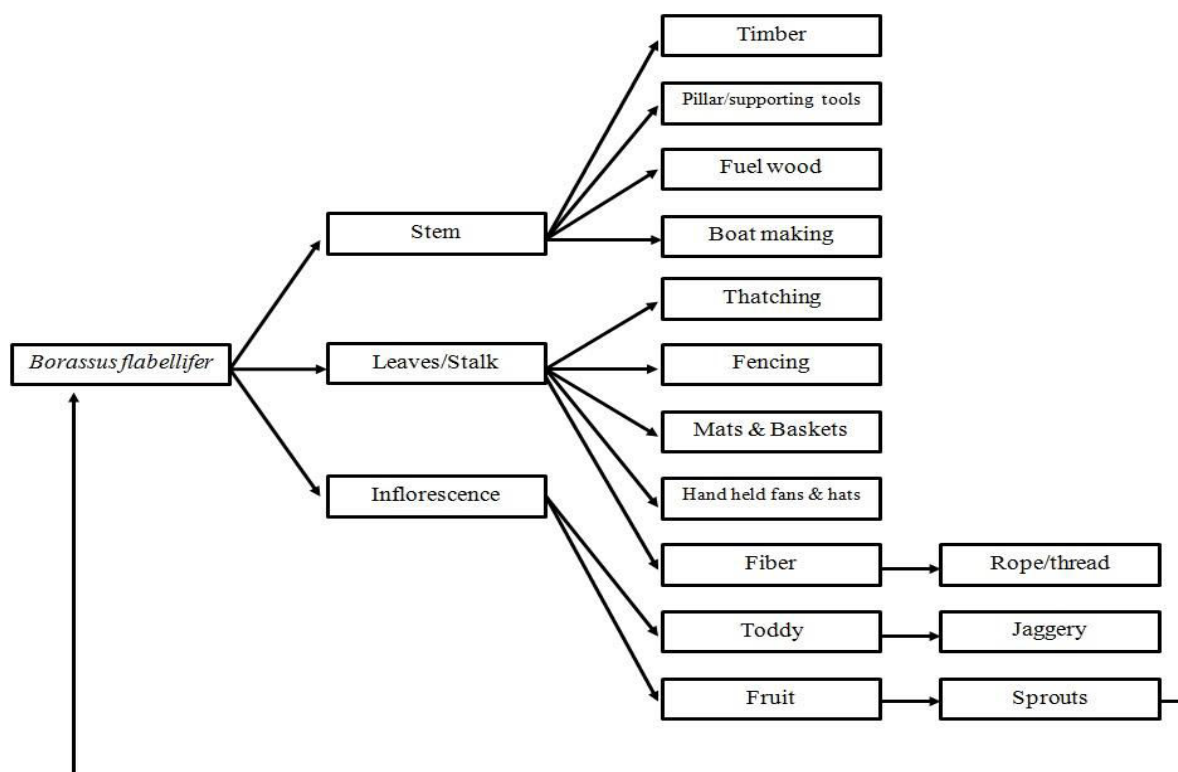 Timber
Pillar/supporting tools
Fuel wood
Stem
Boat making
Thatching
Borassus flabellifer
Leaves/Stalk
Fencing
Mats & Baskets
Inflorescence
Hand held fans & hats
Fiber
Rope/thread
Toddy
Jaggery
Fruit
Sprouts